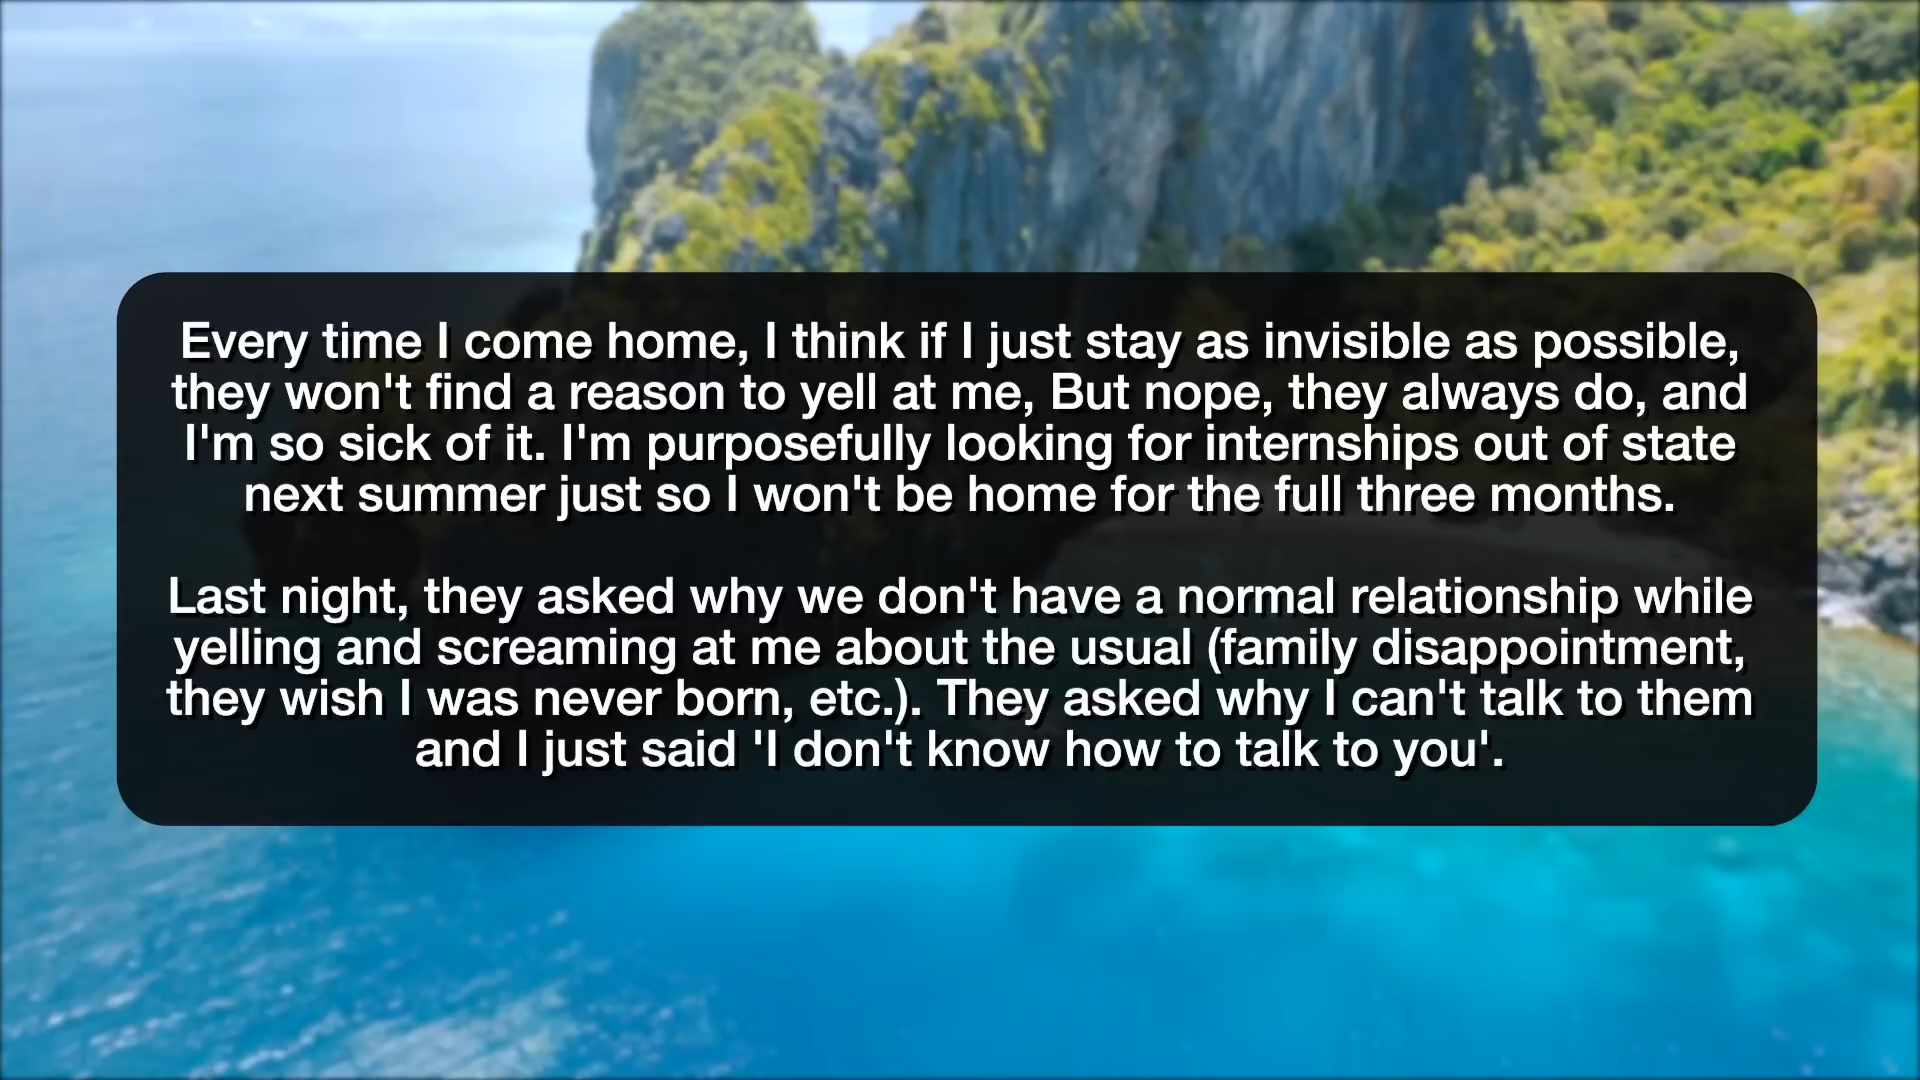 Every time I come home, I think if I just stay as invisible as possible,
they won't find a reason to yell at me, But nope, they always do, and
I'm so sick of it. I'm purposefully looking for internships out of state
next summer just so I won't be home for the full three months.
Last night, they asked why we don't have a normal relationship while
yelling and screaming at me about the usual (family disappointment,
they wish I was never born, etc.). They asked why I can't talk to them
and I just said 'I don't know how to talk to you'.